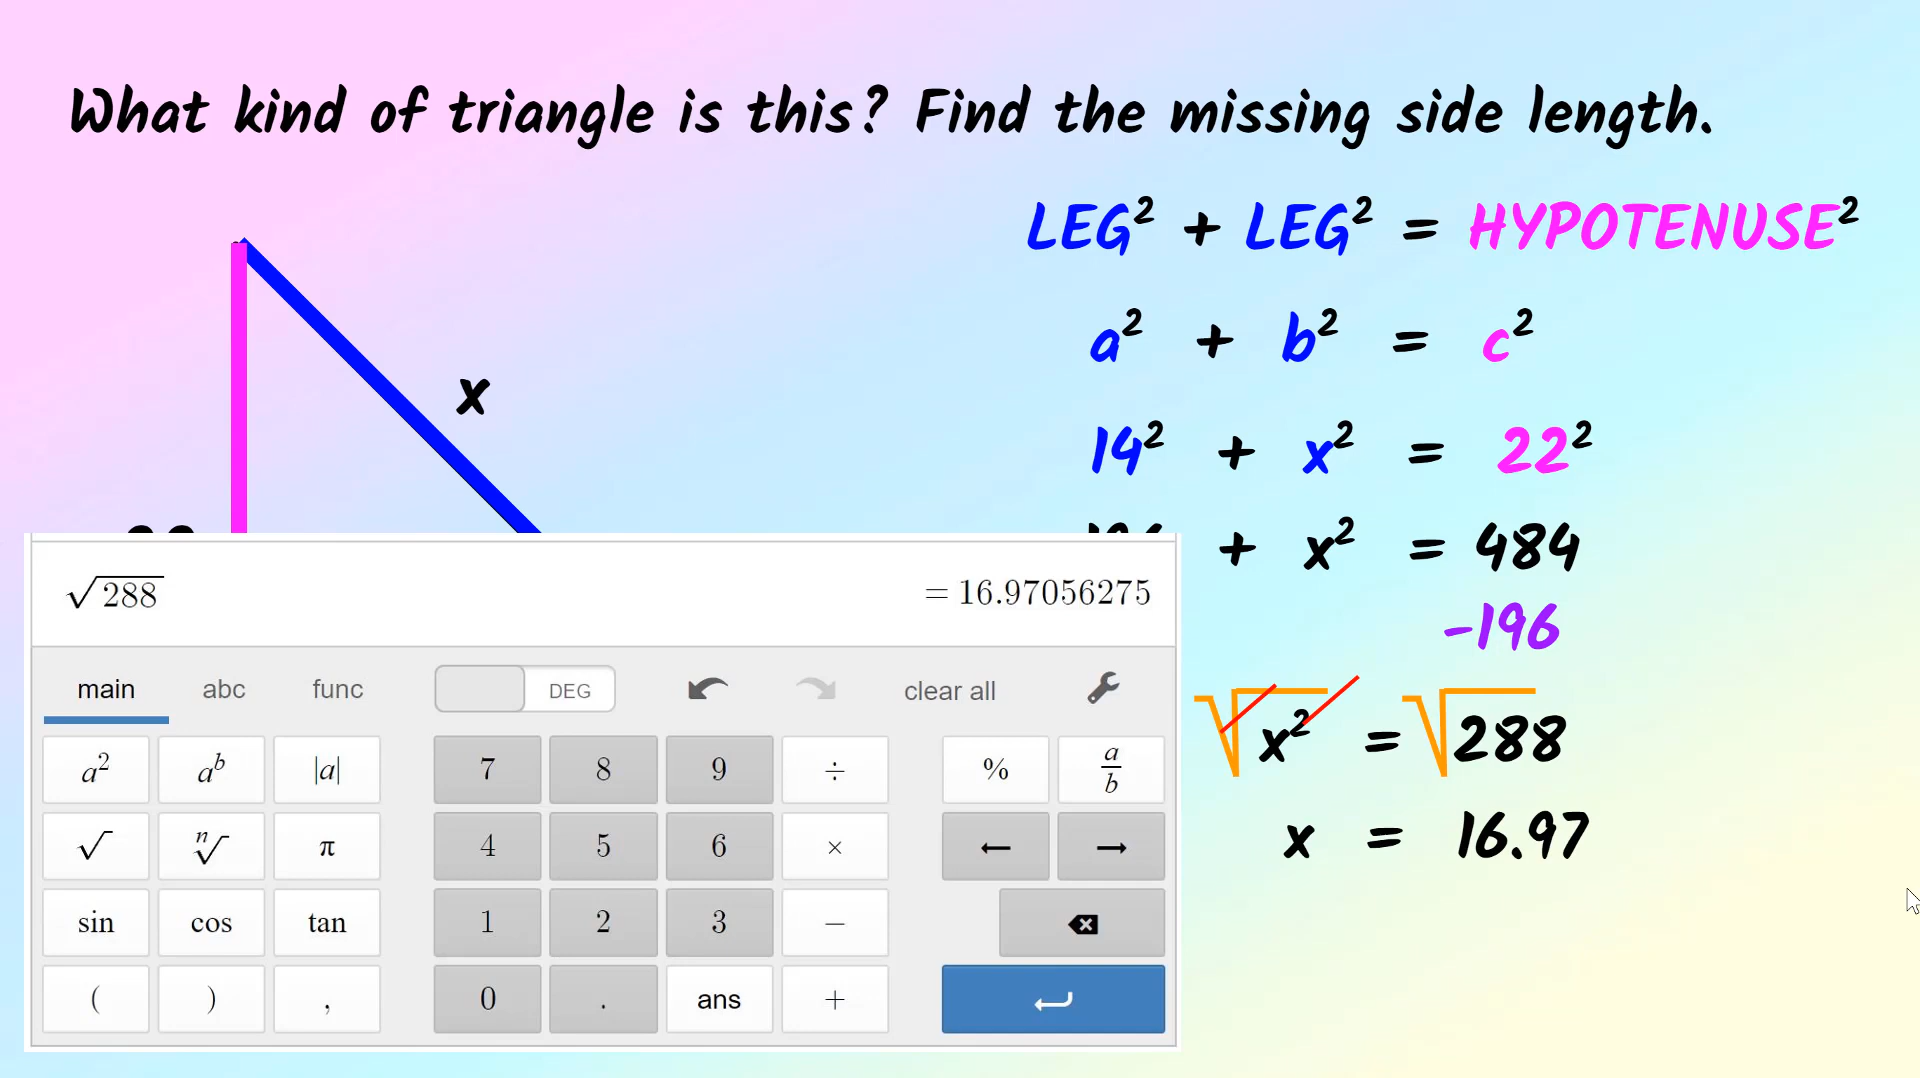 What kind of triangle is this? Find the missing side length.
LEG² + LEG² = HYPOTENUSE²
a² + b² = c²
x
14² + x² = 22²
+ x² = 484
-196
√x² = √288
x = 16.97
√288 = 16.97056275
main abc func DEG clear all
a² aᵇ |a| 7 8 9 ÷ % a/b
√ ⁿ√ π 4 5 6 × ← →
sin cos tan 1 2 3 −
( ) , 0 . ans +